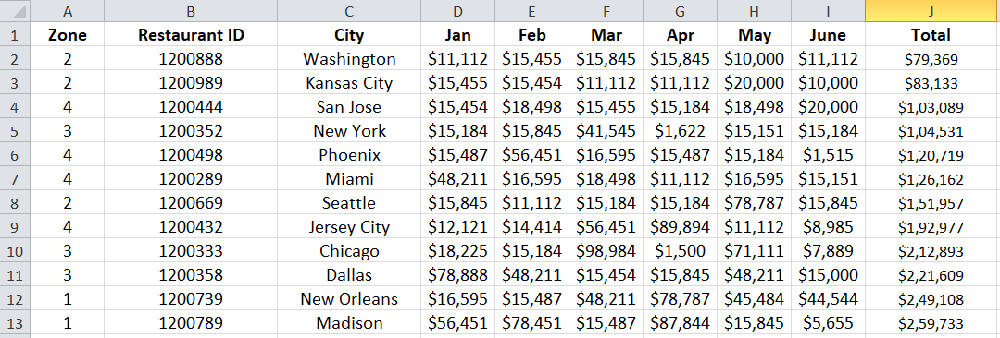 A B C D E F G H I J
1 Zone Restaurant ID City Jan Feb Mar Apr May June Total
2 2 1200888 Washington $11,112 $15,455 $15,845 $15,845 $10,000 $11,112 $79,369
3 2 1200989 Kansas City $15,455 $15,454 $11,112 $11,112 $20,000 $10,000 $83,133
4 4 1200444 San Jose $15,454 $18,498 $15,455 $15,184 $18,498 $20,000 $1,03,089
5 3 1200352 New York $15,184 $15,845 $41,545 $1,622 $15,151 $15,184 $1,04,531
6 4 1200498 Phoenix $15,487 $56,451 $16,595 $15,487 $15,184 $1,515 $1,20,719
7 4 1200289 Miami $48,211 $16,595 $18,498 $11,112 $16,595 $15,151 $1,26,162
8 2 1200669 Seattle $15,845 $11,112 $15,184 $15,184 $78,787 $15,845 $1,51,957
9 4 1200432 Jersey City $12,121 $14,414 $56,451 $89,894 $11,112 $8,985 $1,92,977
10 3 1200333 Chicago $18,225 $15,184 $98,984 $1,500 $71,111 $7,889 $2,12,893
11 3 1200358 Dallas $78,888 $48,211 $15,454 $15,845 $48,211 $15,000 $2,21,609
12 1 1200739 New Orleans $16,595 $15,487 $48,211 $78,787 $45,484 $44,544 $2,49,108
13 1 1200789 Madison $56,451 $78,451 $15,487 $87,844 $15,845 $5,655 $2,59,733